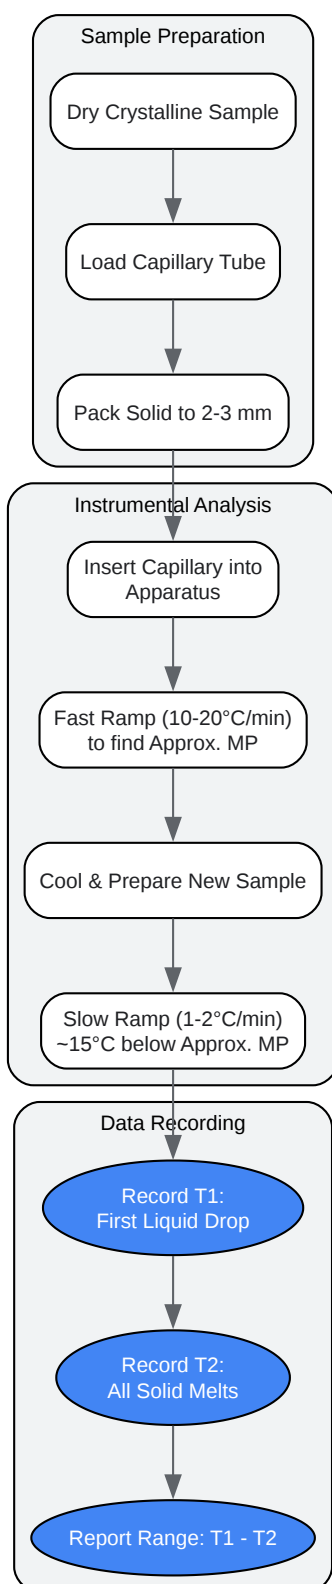 Sample Preparation
Dry Crystalline Sample
Load Capillary Tube
Pack Solid to 2-3 mm
Instrumental Analysis
Insert Capillary into
Apparatus
Fast Ramp (10-20°C/min)
to find Approx. MP
Cool & Prepare New Sample
Slow Ramp (1-2°C/min)
~15°C below Approx. MP
Data Recording
Record T1:
First Liquid Drop
Record T2:
All Solid Melts
Report Range: T1 - T2